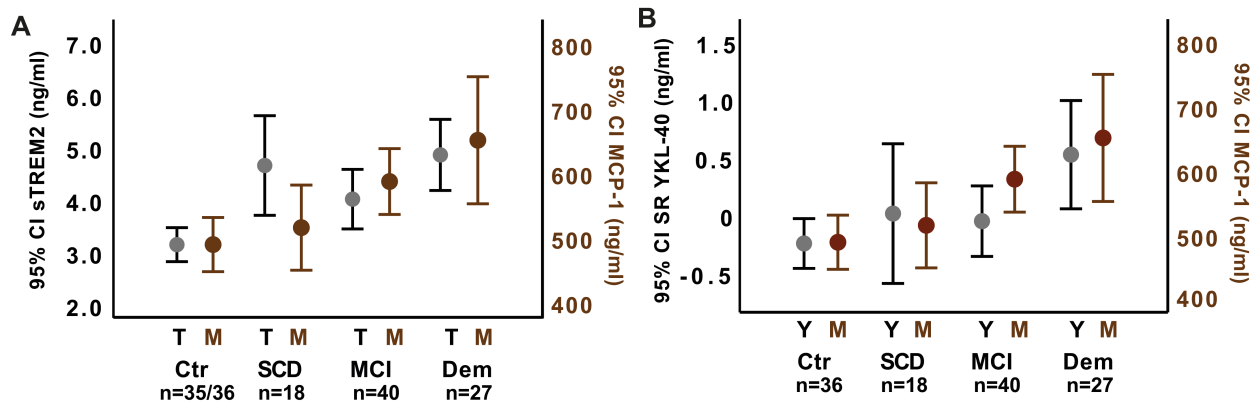 A
95% CI sTREM2 (ng/ml)
7.0
6.0
5.0
4.0
3.0
2.0
800
700
600
500
400
95% CI MCP-1 (ng/ml)
T M T M T M T M
Ctr SCD MCI Dem
n=35/36 n=18 n=40 n=27
B
95% CI SR YKL-40 (ng/ml)
1.5
1.0
0.5
0
-0.5
800
700
600
500
400
95% CI MCP-1 (ng/ml)
Y M Y M Y M Y M
Ctr SCD MCI Dem
n=36 n=18 n=40 n=27